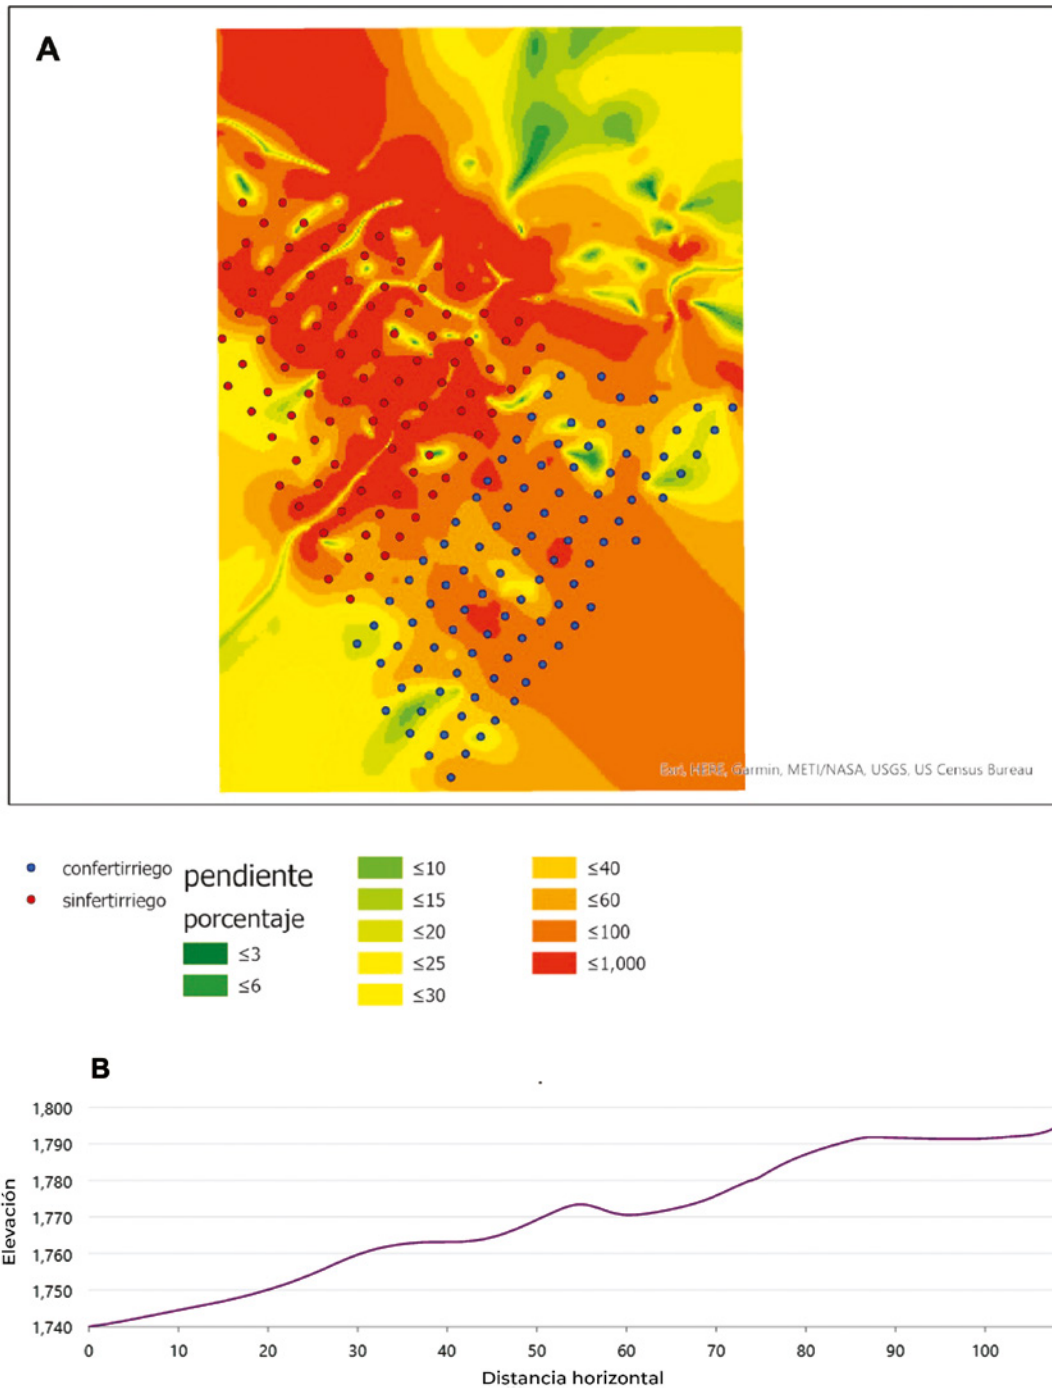 A
Esri, HERE, Garmin, METI/NASA, USGS, US Census Bureau
confertirriego
sinfertirriego
pendiente
porcentaje
≤3
≤6
≤10
≤15
≤20
≤25
≤30
≤40
≤60
≤100
≤1,000
B
Elevación
1,800
1,790
1,780
1,770
1,760
1,750
1,740
0 10 20 30 40 50 60 70 80 90 100
Distancia horizontal